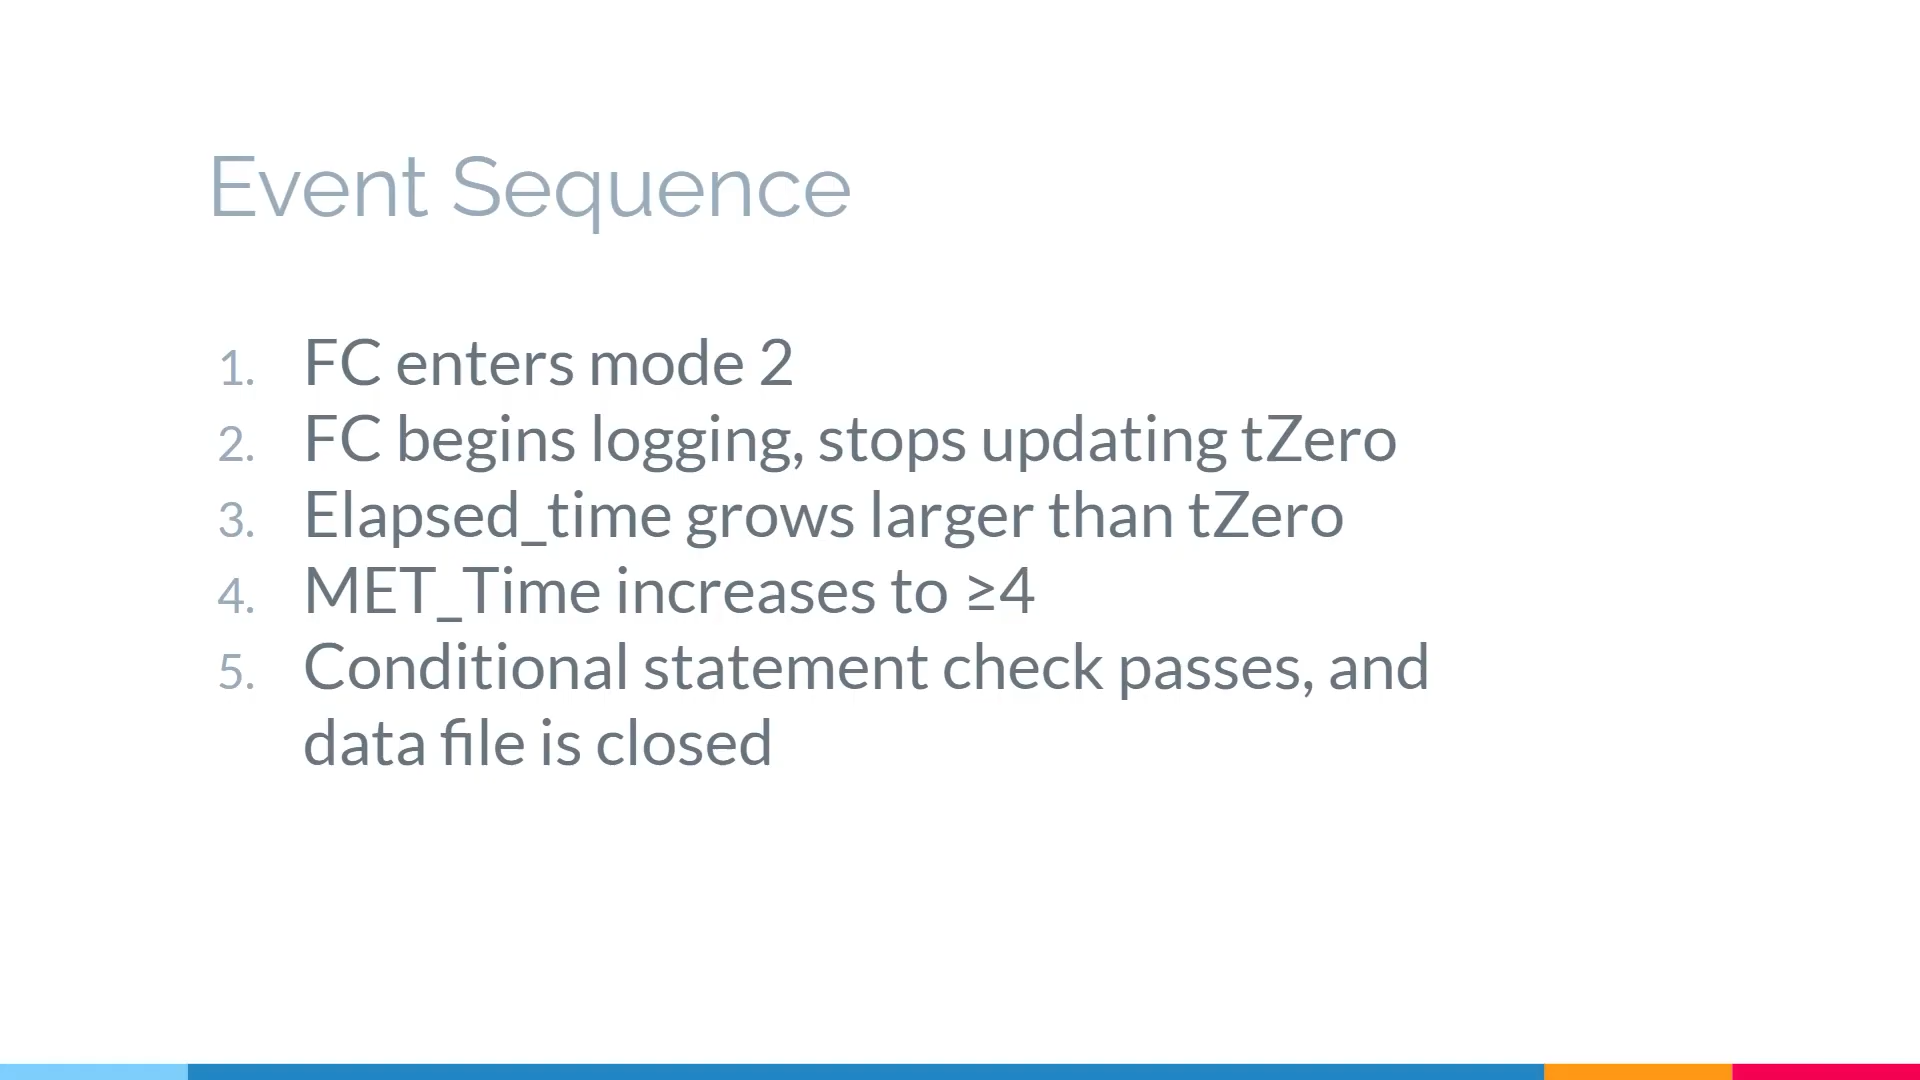 Event Sequence
1. FC enters mode 2
2. FC begins logging, stops updating tZero
3. Elapsed_time grows larger than tZero
4. MET_Time increases to ≥4
5. Conditional statement check passes, and
data file is closed